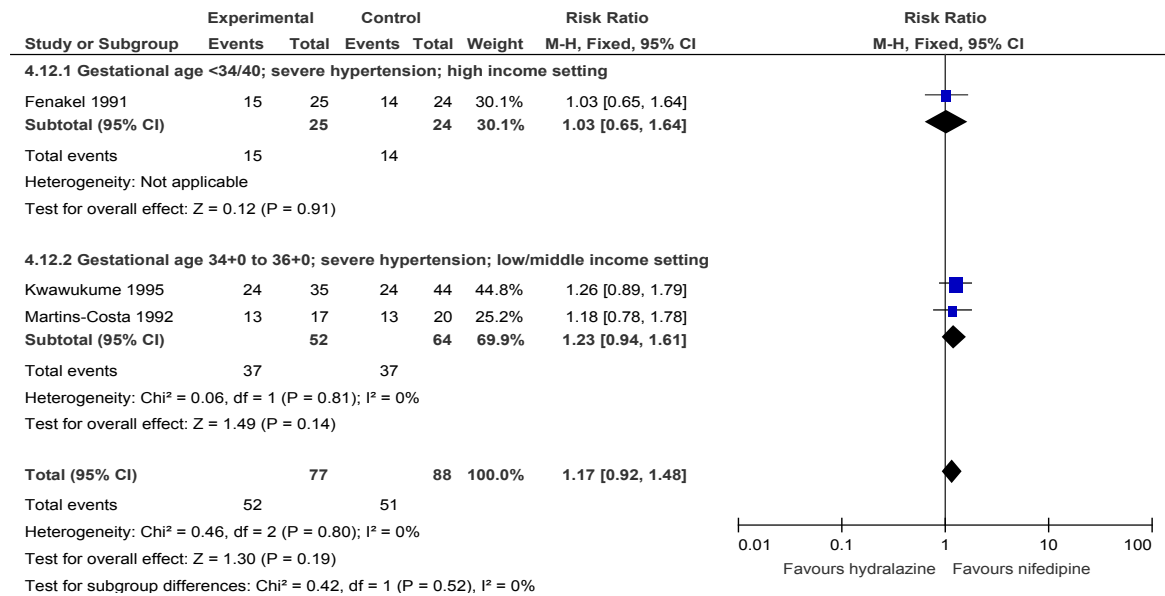 Experimental Control Risk Ratio Risk Ratio
Study or Subgroup Events Total Events Total Weight M-H, Fixed, 95% CI M-H, Fixed, 95% CI
4.12.1 Gestational age <34/40; severe hypertension; high income setting
Fenakel 1991 15 25 14 24 30.1% 1.03 [0.65, 1.64]
Subtotal (95% CI) 25 24 30.1% 1.03 [0.65, 1.64]
Total events 15 14
Heterogeneity: Not applicable
Test for overall effect: Z = 0.12 (P = 0.91)
4.12.2 Gestational age 34+0 to 36+0; severe hypertension; low/middle income setting
Kwawukume 1995 24 35 24 44 44.8% 1.26 [0.89, 1.79]
Martins-Costa 1992 13 17 13 20 25.2% 1.18 [0.78, 1.78]
Subtotal (95% CI) 52 64 69.9% 1.23 [0.94, 1.61]
Total events 37 37
Heterogeneity: Chi² = 0.06, df = 1 (P = 0.81); I² = 0%
Test for overall effect: Z = 1.49 (P = 0.14)
Total (95% CI) 77 88 100.0% 1.17 [0.92, 1.48]
Total events 52 51
Heterogeneity: Chi² = 0.46, df = 2 (P = 0.80); I² = 0%
Test for overall effect: Z = 1.30 (P = 0.19)
Test for subgroup differences: Chi² = 0.42, df = 1 (P = 0.52), I² = 0%
0.01 0.1 1 10 100
Favours hydralazine Favours nifedipine